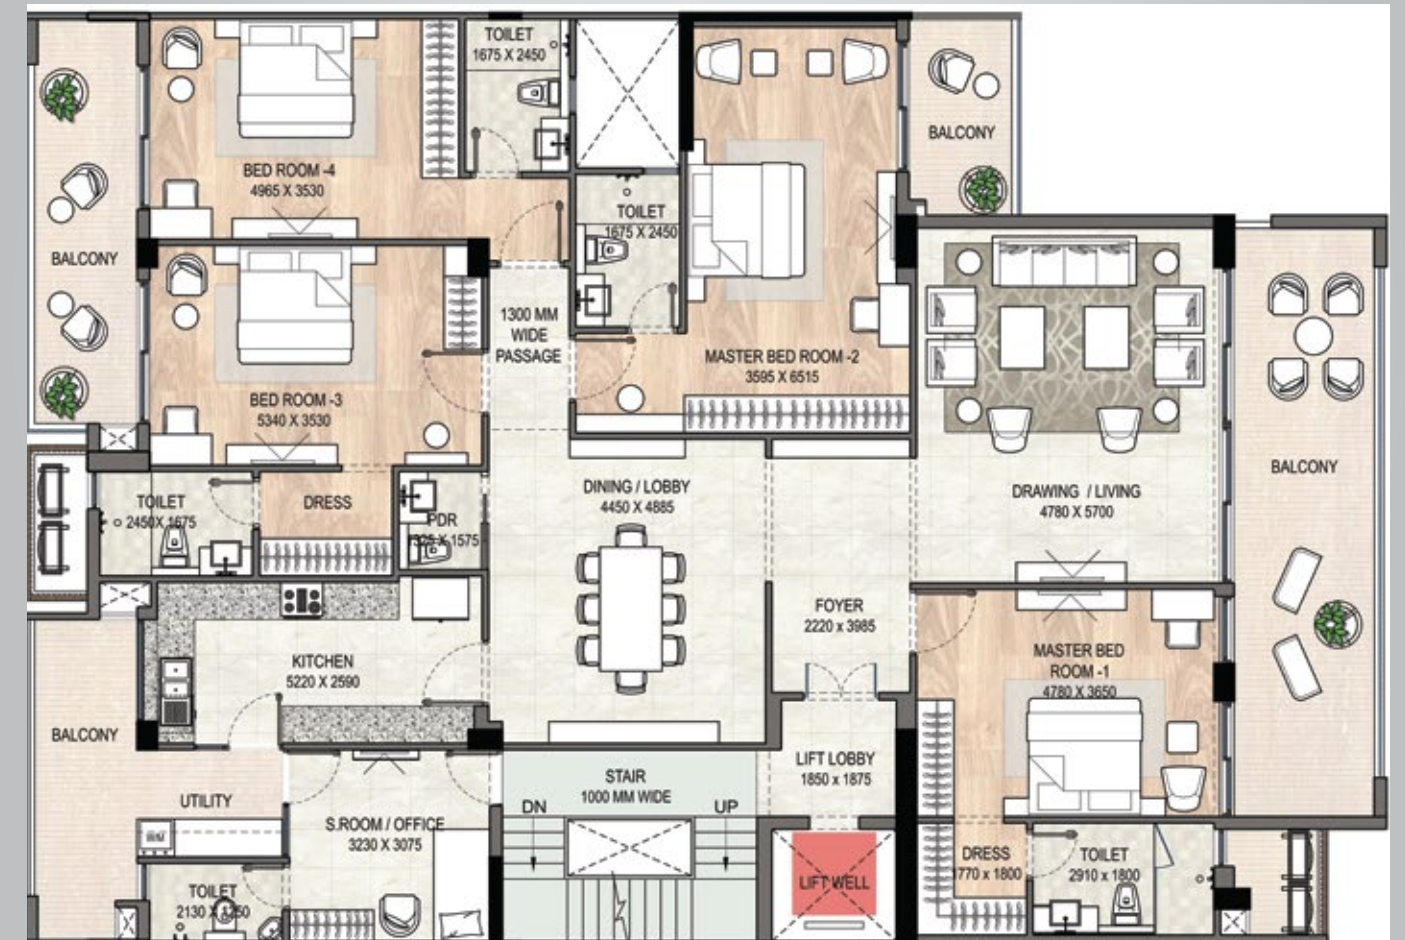 TOILET
1675 X 2450
BED ROOM -4
4965 X 3530
BALCONY
BALCONY
TOILET
1675 X 2450
1300 MM
WIDE
PASSAGE
MASTER BED ROOM -2
3595 X 6515
BED ROOM -3
5340 X 3530
BALCONY
DRAWING / LIVING
4780 X 5700
DINING / LOBBY
4450 X 4885
TOILET
2450X 1675
DRESS
PDR
X 1575
FOYER
2220 x 3985
MASTER BED
ROOM -1
4780 X 3650
KITCHEN
5220 X 2590
BALCONY
UTILITY
S.ROOM / OFFICE
3230 X 3075
STAIR
1000 MM WIDE
DN
UP
LIFT LOBBY
1850 x 1875
LIFT WELL
DRESS
1770 x 1800
TOILET
2910 x 1800
TOILET
2130 X 1250